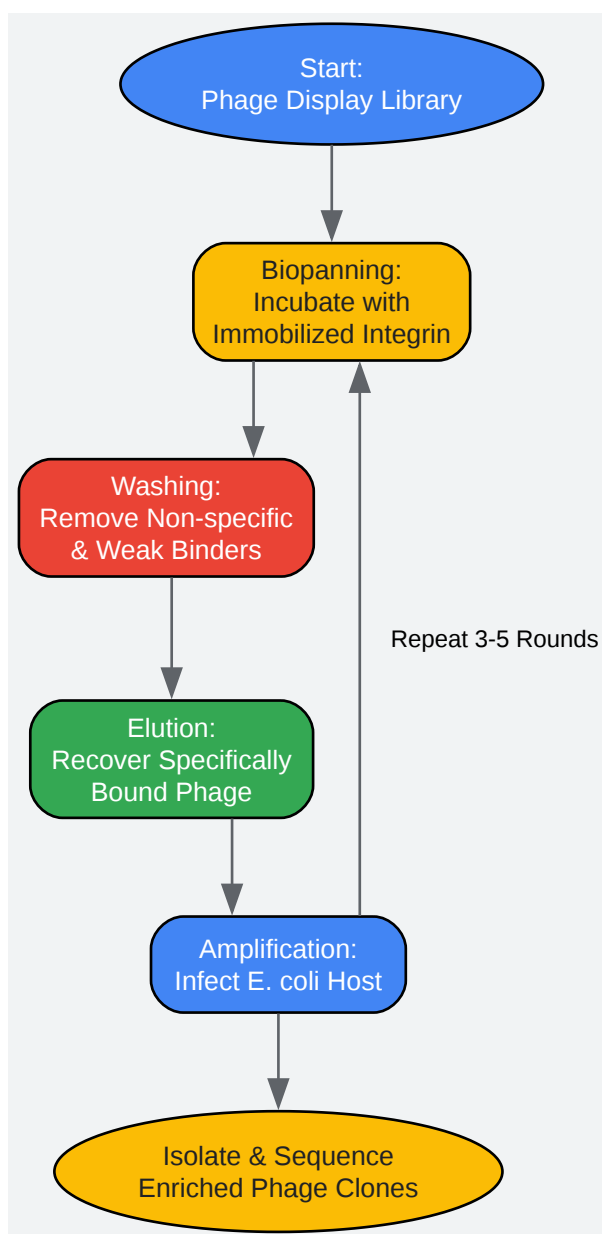 Start:
Phage Display Library
Biopanning:
Incubate with
Immobilized Integrin
Washing:
Remove Non-specific
& Weak Binders
Repeat 3-5 Rounds
Elution:
Recover Specifically
Bound Phage
Amplification:
Infect E. coli Host
Isolate & Sequence
Enriched Phage Clones